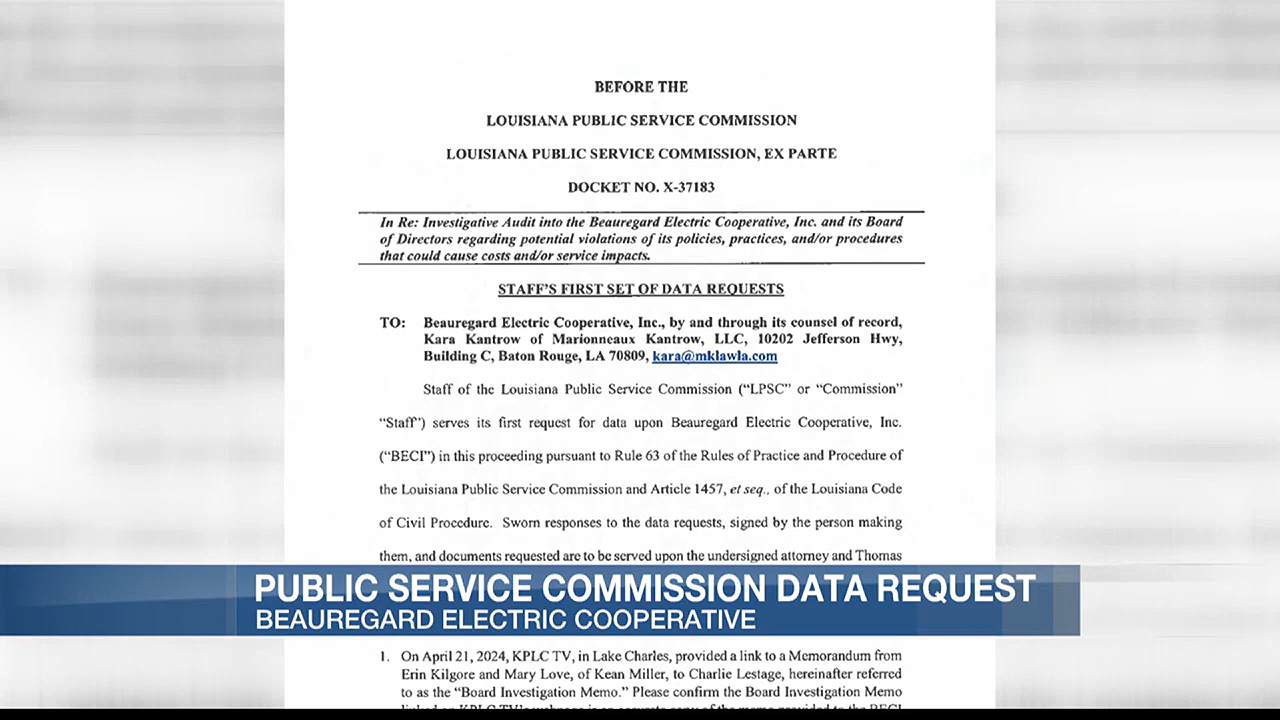 BEFORE THE
LOUISIANA PUBLIC SERVICE COMMISSION
LOUISIANA PUBLIC SERVICE COMMISSION, EX PARTE
DOCKET NO. X-37183
In Re: Investigative Audit into the Beauregard Electric Cooperative, Inc. and its Board
of Directors regarding potential violations of its policies, practices, and/or procedures
that could cause costs and/or service impacts.
STAFF'S FIRST SET OF DATA REQUESTS
TO: Beauregard Electric Cooperative, Inc., by and through its counsel of record,
Kara Kantrow of Marionneaux Kantrow, LLC, 10202 Jefferson Hwy,
Building C, Baton Rouge, LA 70809, kara@mklawla.com
Staff of the Louisiana Public Service Commission ("LPSC" or "Commission"
"Staff") serves its first request for data upon Beauregard Electric Cooperative, Inc.
("BECI") in this proceeding pursuant to Rule 63 of the Rules of Practice and Procedure of
the Louisiana Public Service Commission and Article 1457, et seq., of the Louisiana Code
of Civil Procedure. Sworn responses to the data requests, signed by the person making
them, and documents requested are to be served upon the undersigned attorney and Thomas
PUBLIC SERVICE COMMISSION DATA REQUEST
BEAUREGARD ELECTRIC COOPERATIVE
1. On April 21, 2024, KPLC TV, in Lake Charles, provided a link to a Memorandum from
Erin Kilgore and Mary Love, of Kean Miller, to Charlie Lestage, hereinafter referred
to as the "Board Investigation Memo." Please confirm the Board Investigation Memo